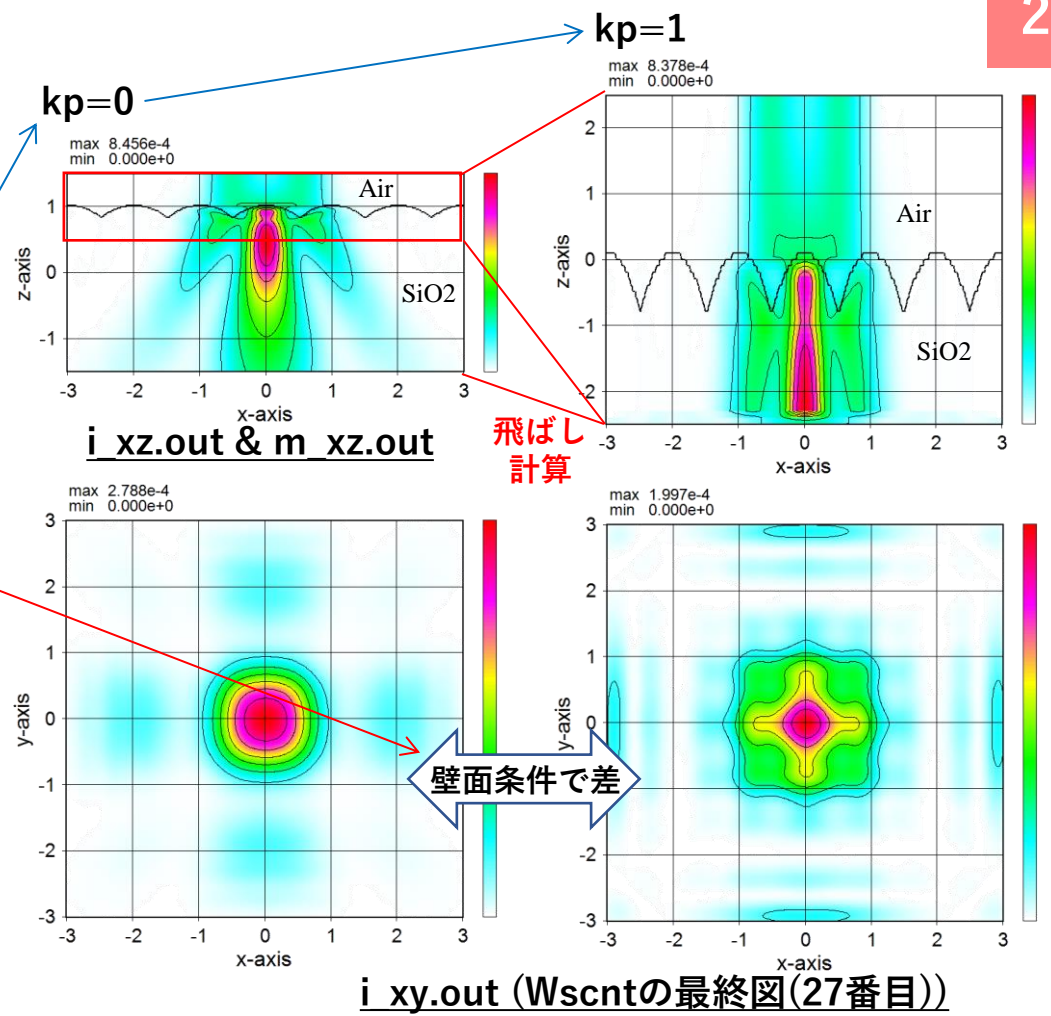 2
kp=0
kp=1
max 8.456e-4
min 0.000e+0
Air
SiO2
z-axis
1
0
-1
-3 -2 -1 0 1 2 3
x-axis
i_xz.out & m_xz.out
max 8.378e-4
min 0.000e+0
Air
SiO2
z-axis
2
1
0
-1
-2
-3 -2 -1 0 1 2 3
x-axis
飛ばし
計算
max 2.788e-4
min 0.000e+0
y-axis
3
2
1
0
-1
-2
-3
-3 -2 -1 0 1 2 3
x-axis
壁面条件で差
max 1.997e-4
min 0.000e+0
y-axis
3
2
1
0
-1
-2
-3
-3 -2 -1 0 1 2 3
x-axis
i_xy.out (Wscntの最終図(27番目))